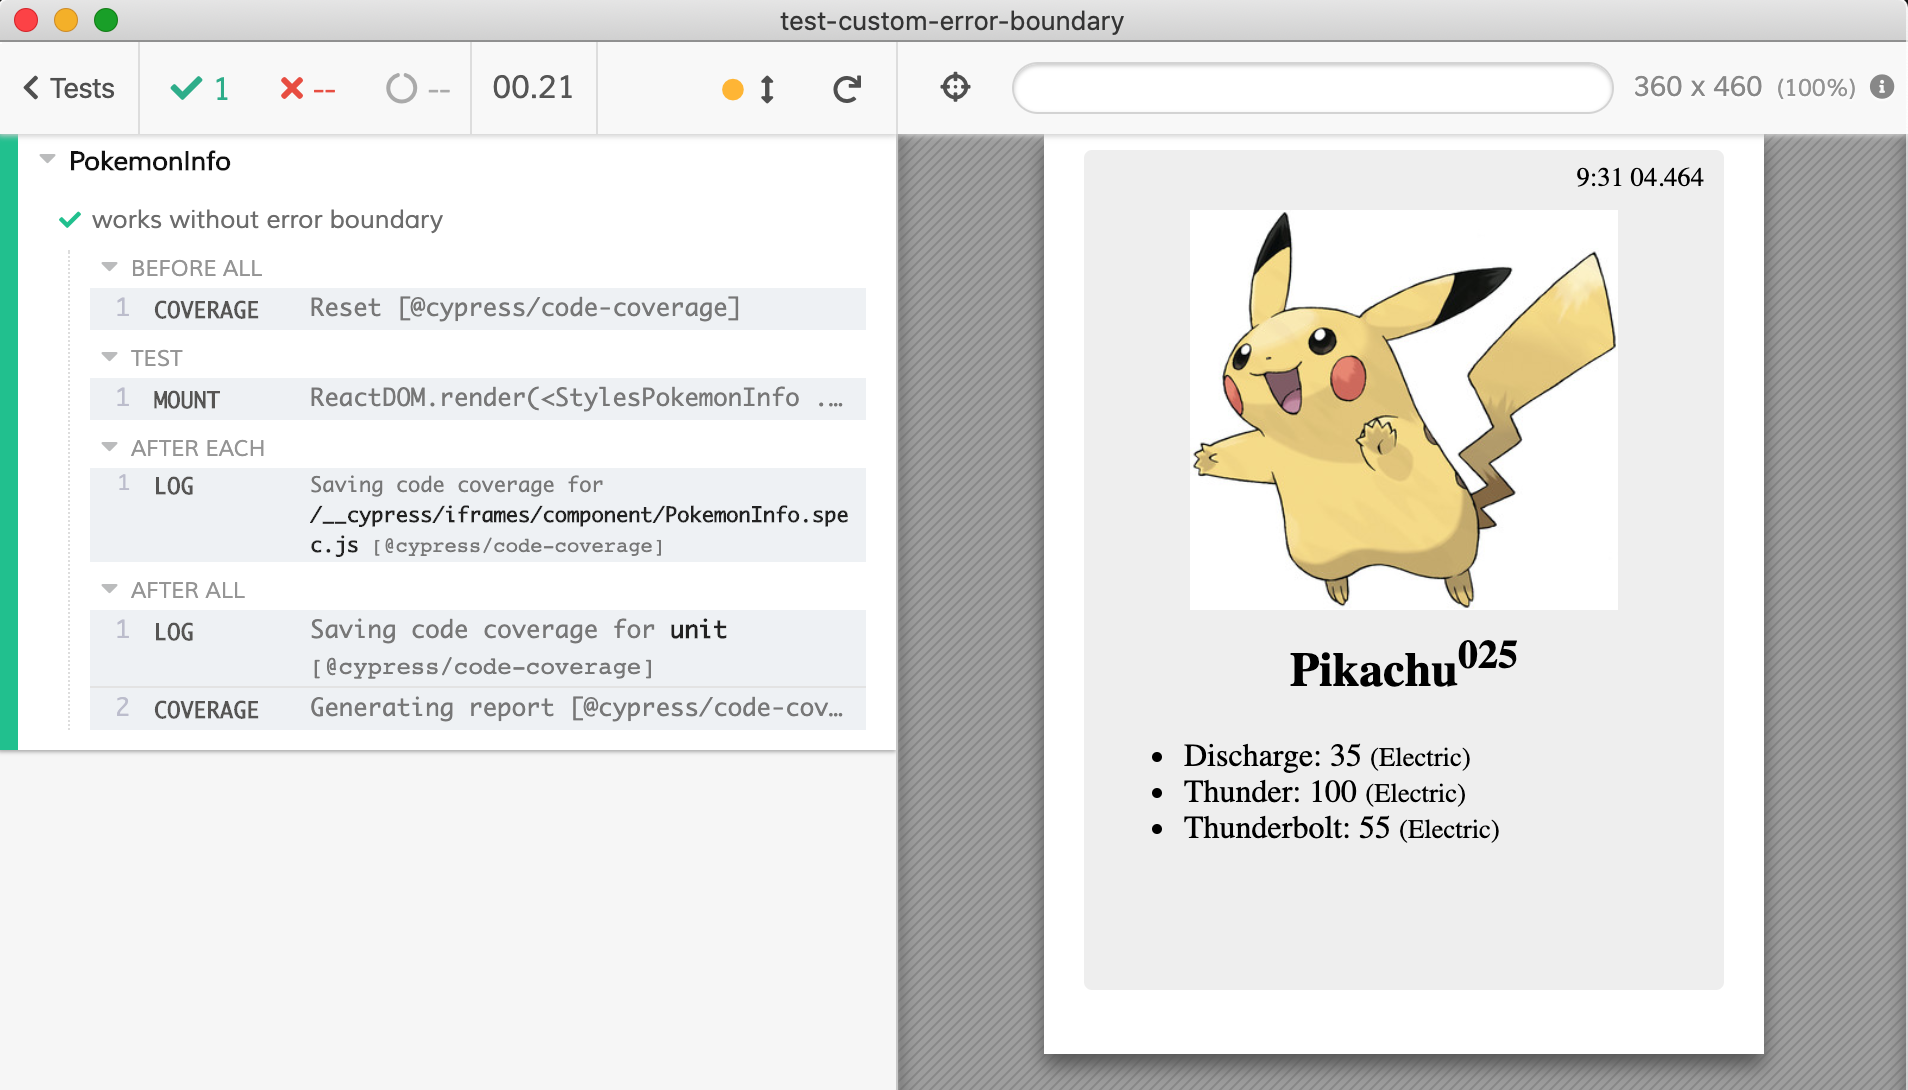 test-custom-error-boundary
Tests 1 -- -- 00.21 360 x 460 (100%)
PokemonInfo
works without error boundary
BEFORE ALL
1 COVERAGE Reset [@cypress/code-coverage]
TEST
1 MOUNT ReactDOM.render(<StylesPokemonInfo ...
AFTER EACH
1 LOG Saving code coverage for
/__cypress/iframes/component/PokemonInfo.spe
c.js [@cypress/code-coverage]
AFTER ALL
1 LOG Saving code coverage for unit
[@cypress/code-coverage]
2 COVERAGE Generating report [@cypress/code-cov...
9:31 04.464
Pikachu025
Discharge: 35 (Electric)
Thunder: 100 (Electric)
Thunderbolt: 55 (Electric)